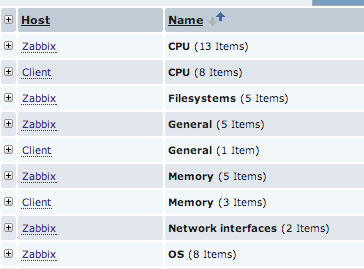 Host Name
Zabbix CPU (13 Items)
Client CPU (8 Items)
Zabbix Filesystems (5 Items)
Zabbix General (5 Items)
Client General (1 Item)
Zabbix Memory (5 Items)
Client Memory (3 Items)
Zabbix Network interfaces (2 Items)
Zabbix OS (8 Items)